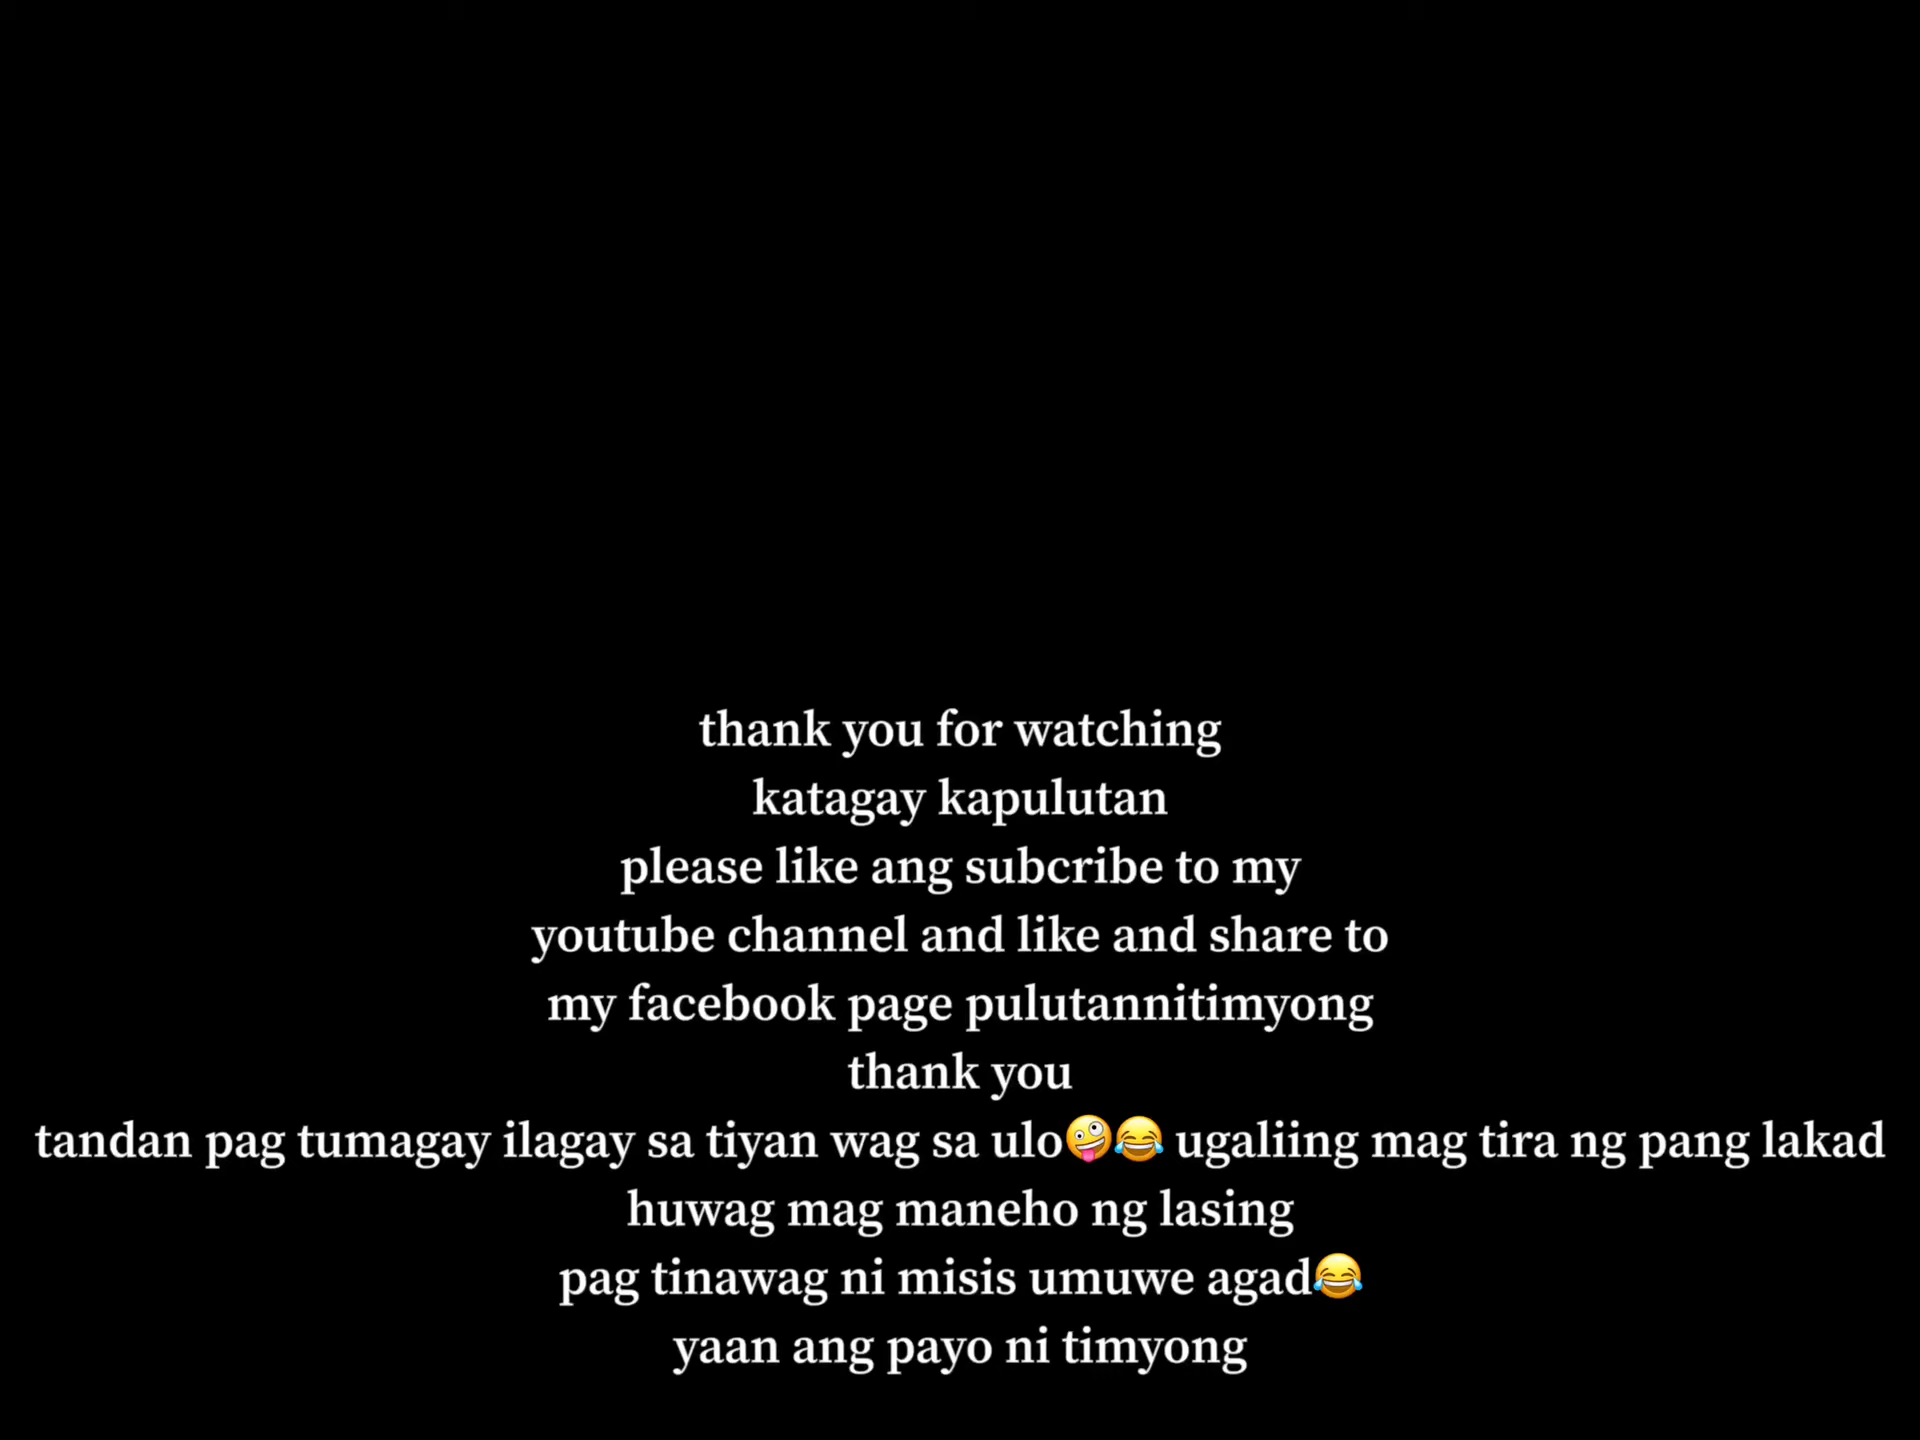 thank you for watching
katagay kapulutan
please like ang subcribe to my
youtube channel and like and share to
my facebook page pulutannitimyong
thank you
tandan pag tumagay ilagay sa tiyan wag sa ulo🤪😂 ugaliing mag tira ng pang lakad
huwag mag maneho ng lasing
pag tinawag ni misis umuwe agad😂
yaan ang payo ni timyong